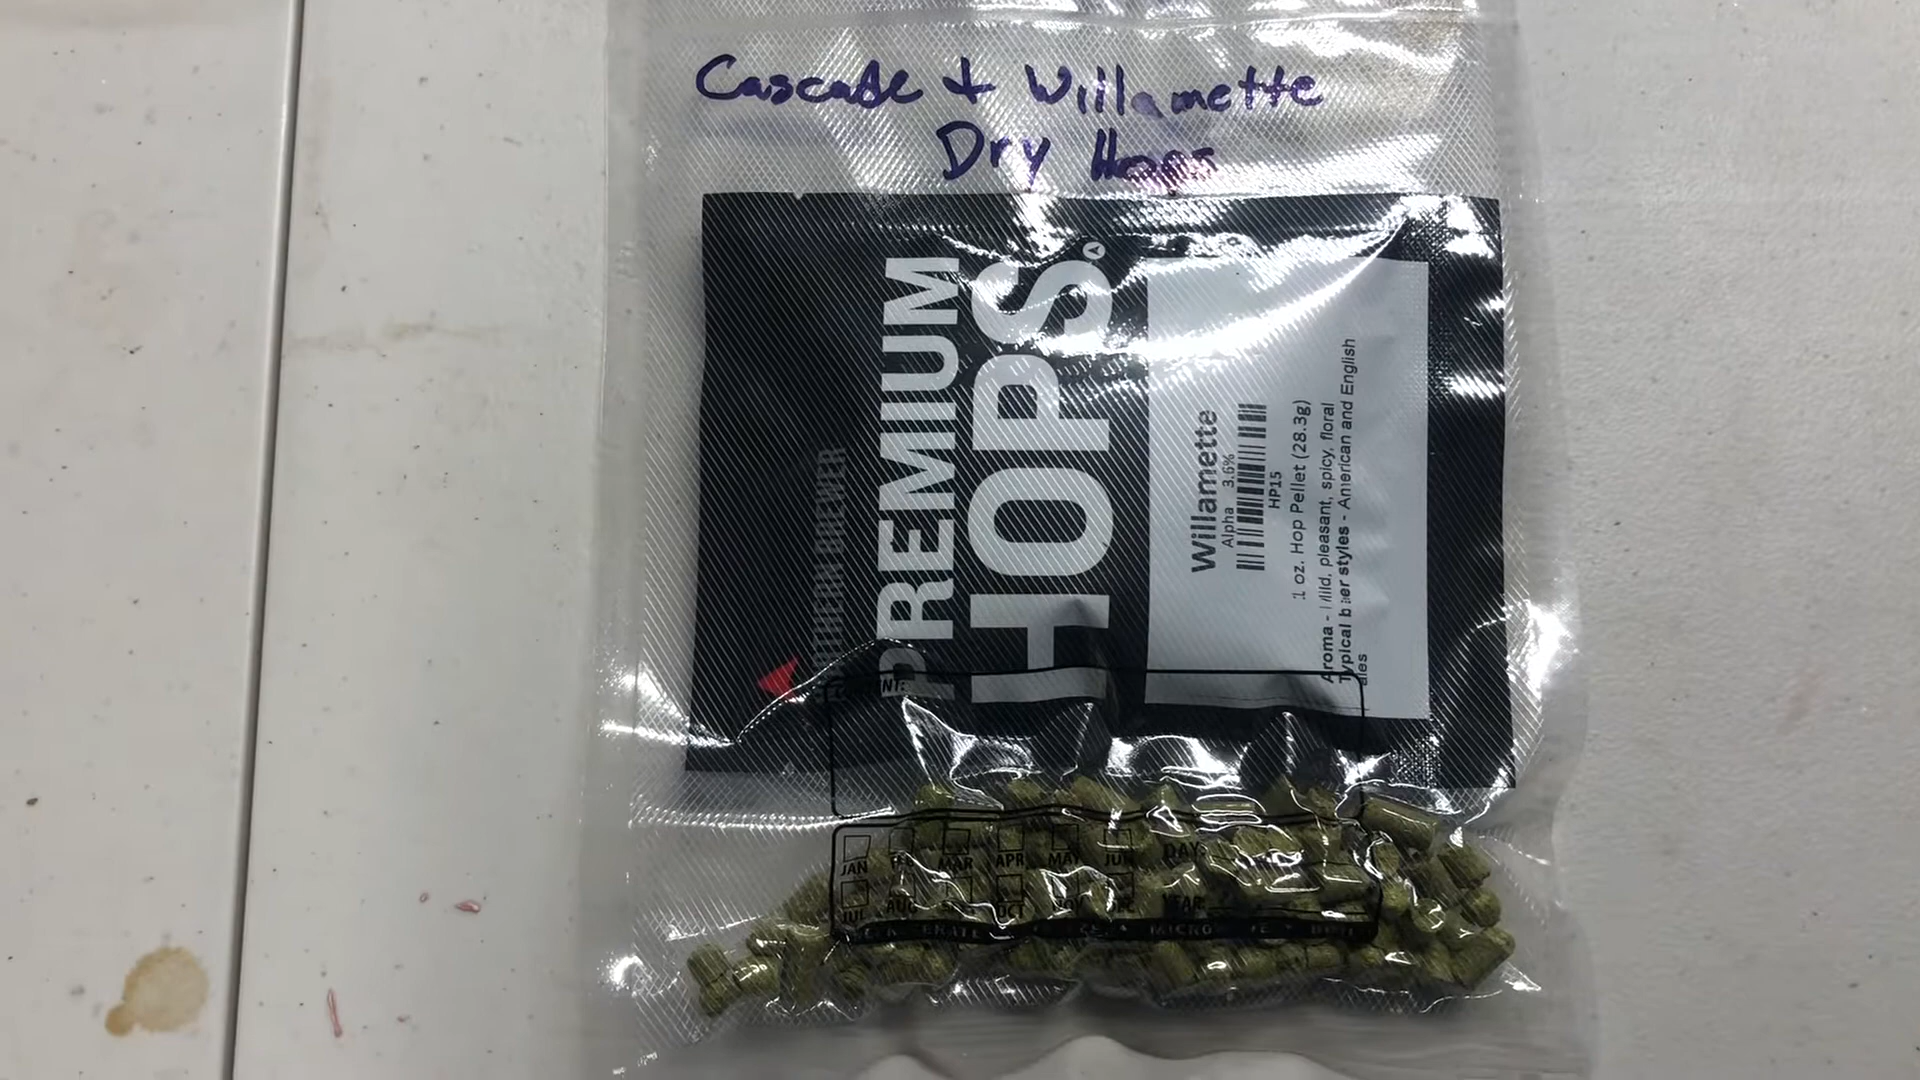 Cascade + Willamette
Dry Hops
PREMIUM
HOPS
Willamette
Alpha 3.6%
HP15
1 oz. Hop Pellet (28.3g)
Aroma - Mild, pleasant, spicy, floral
Typical beer styles - American and English
ales
JAN FEB MAR APR MAY JUN DAY:
JUL AUG OCT NOV DEC YEAR: